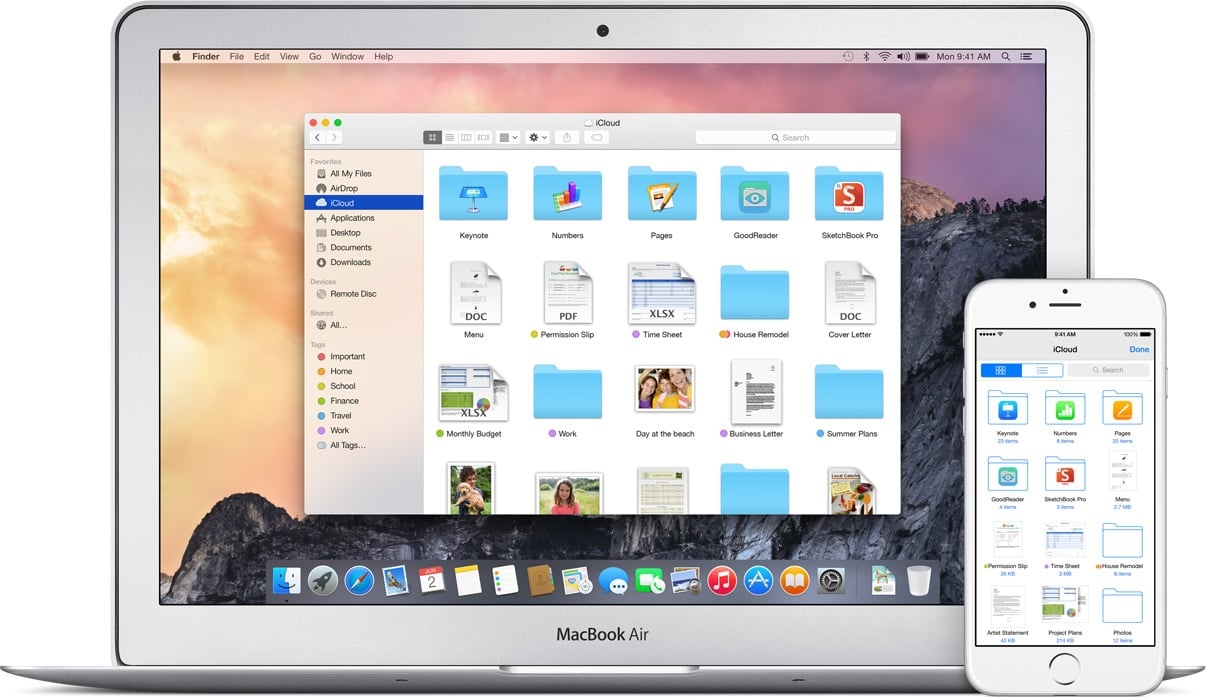 Finder File Edit View Go Window Help Mon 9:41 AM
iCloud
Search
Favorites
All My Files
AirDrop
iCloud
Applications
Desktop
Documents
Downloads
Devices
Remote Disc
Shared
All...
Tags
Important
Home
School
Finance
Travel
Work
All Tags...
PRO
Keynote Numbers Pages GoodReader SketchBook Pro
DOC PDF XLSX DOC
Menu Permission Slip Time Sheet House Remodel Cover Letter
XLSX
Monthly Budget Work Day at the beach Business Letter Summer Plans
Local Catering
JUN
2
MacBook Air
9:41 AM 100%
iCloud Done
Search
Keynote Numbers Pages
23 items 8 items 20 items
GoodReader SketchBook Pro Menu
4 items 3 items 2.7 MB
Permission Slip Time Sheet House Remodel
26 KB 3 MB 8 items
Artist Statement Project Plans Photos
42 KB 214 KB 12 items